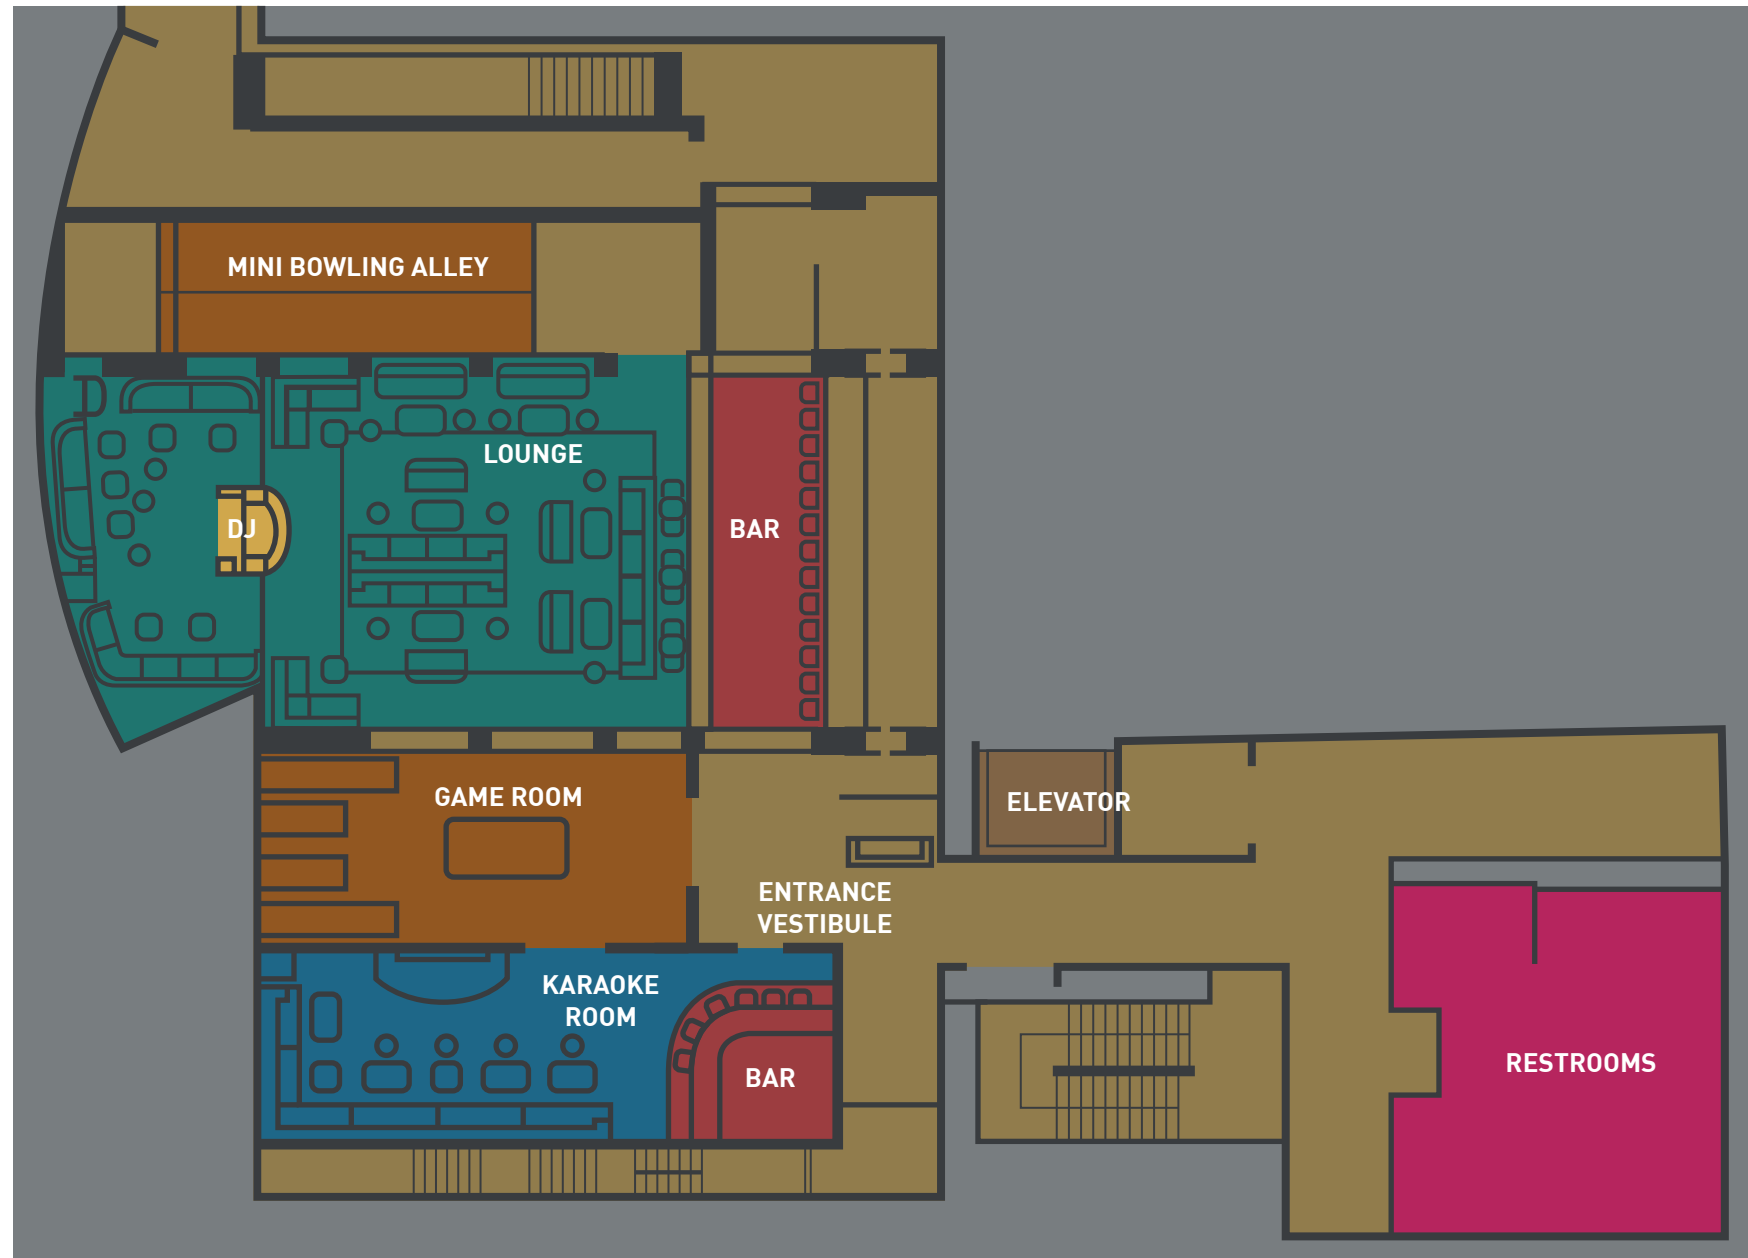 MINI BOWLING ALLEY
LOUNGE
DJ
BAR
GAME ROOM
ELEVATOR
ENTRANCE
VESTIBULE
KARAOKE
ROOM
BAR
RESTROOMS